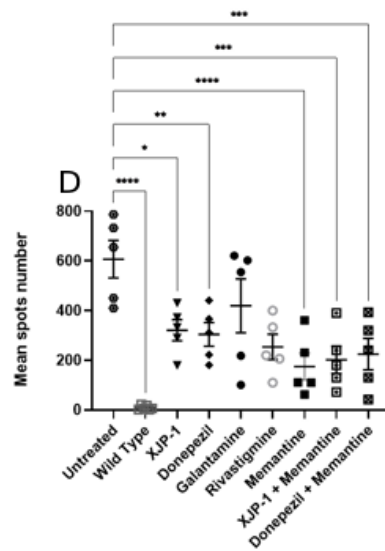 ***
***
****
**
*
****
D
800
600
400
200
0
Mean spots number
Untreated
Wild Type
XJP-1
Donepezil
Galantamine
Rivastigmine
Memantine
XJP-1 + Memantine
Donepezil + Memantine